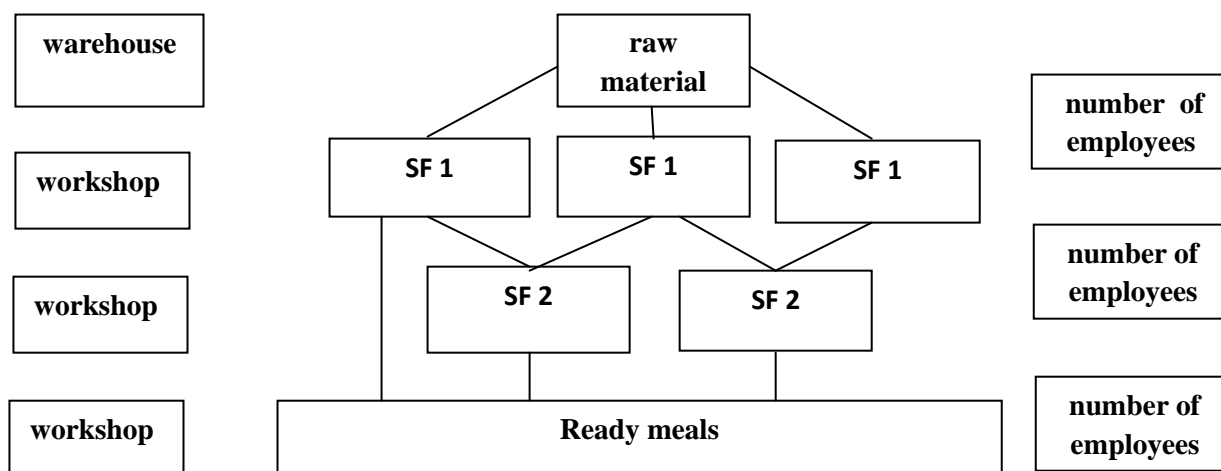 warehouse
raw
material
number of
employees
SF 1
SF 1
SF 1
workshop
number of
employees
SF 2
SF 2
workshop
number of
employees
Ready meals
workshop